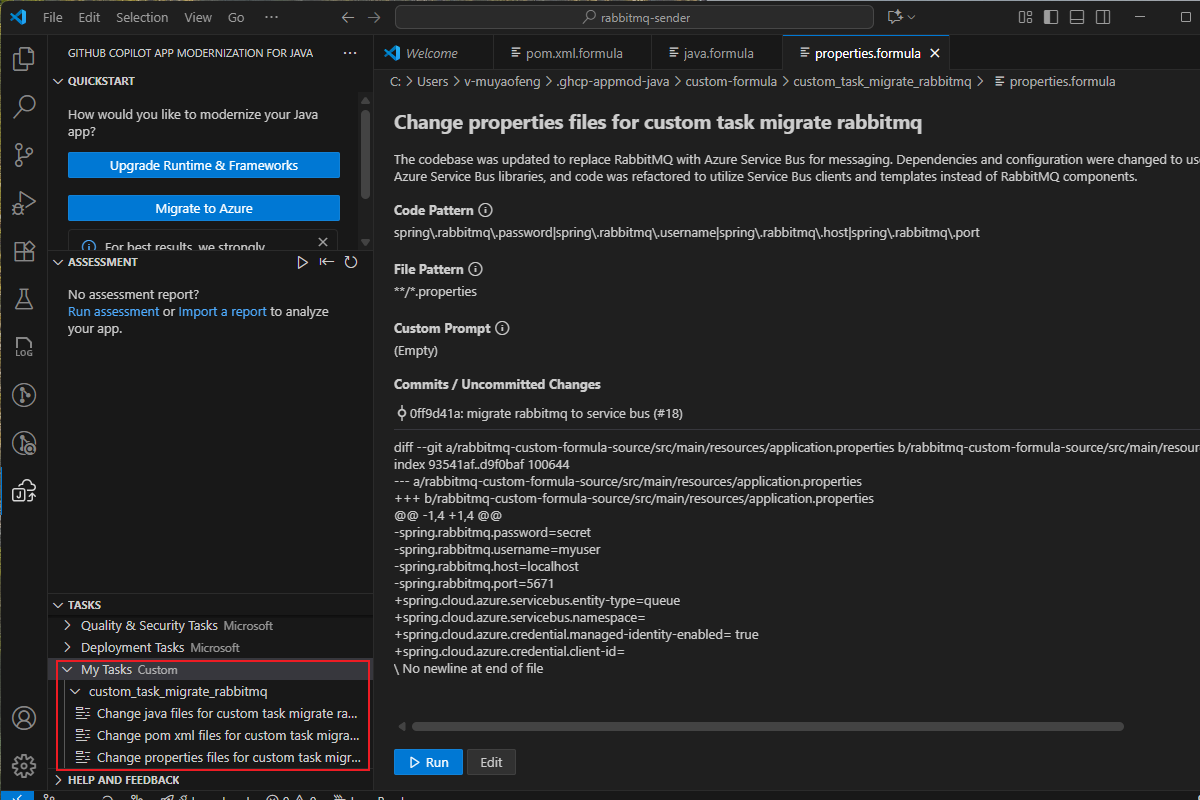 File Edit Selection View Go ··· rabbitmq-sender
GITHUB COPILOT APP MODERNIZATION FOR JAVA ···
QUICKSTART
How would you like to modernize your Java
app?
Upgrade Runtime & Frameworks
Migrate to Azure
For best results, we strongly
ASSESSMENT
No assessment report?
Run assessment or Import a report to analyze
your app.
LOG
TASKS
Quality & Security Tasks Microsoft
Deployment Tasks Microsoft
My Tasks Custom
custom_task_migrate_rabbitmq
Change java files for custom task migrate ra...
Change pom xml files for custom task migra...
Change properties files for custom task migr...
HELP AND FEEDBACK
Welcome pom.xml.formula java.formula properties.formula
C: > Users > v-muyaofeng > .ghcp-appmod-java > custom-formula > custom_task_migrate_rabbitmq > properties.formula
Change properties files for custom task migrate rabbitmq
The codebase was updated to replace RabbitMQ with Azure Service Bus for messaging. Dependencies and configuration were changed to us
Azure Service Bus libraries, and code was refactored to utilize Service Bus clients and templates instead of RabbitMQ components.
Code Pattern
spring\.rabbitmq\.password|spring\.rabbitmq\.username|spring\.rabbitmq\.host|spring\.rabbitmq\.port
File Pattern
**/*.properties
Custom Prompt
(Empty)
Commits / Uncommitted Changes
0ff9d41a: migrate rabbitmq to service bus (#18)
diff --git a/rabbitmq-custom-formula-source/src/main/resources/application.properties b/rabbitmq-custom-formula-source/src/main/resour
index 93541af..d9f0baf 100644
--- a/rabbitmq-custom-formula-source/src/main/resources/application.properties
+++ b/rabbitmq-custom-formula-source/src/main/resources/application.properties
@@ -1,4 +1,4 @@
-spring.rabbitmq.password=secret
-spring.rabbitmq.username=myuser
-spring.rabbitmq.host=localhost
-spring.rabbitmq.port=5671
+spring.cloud.azure.servicebus.entity-type=queue
+spring.cloud.azure.servicebus.namespace=
+spring.cloud.azure.credential.managed-identity-enabled= true
+spring.cloud.azure.credential.client-id=
\ No newline at end of file
Run Edit